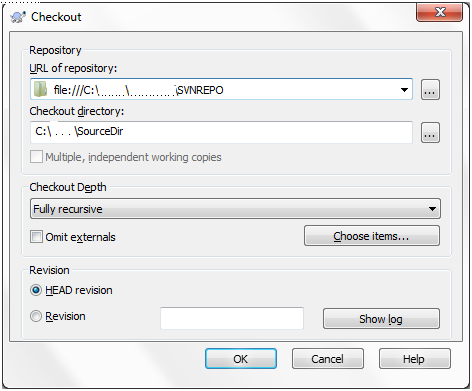 Checkout
Repository
URL of repository:
file:///C:\.......\............\SVNREPO
...
Checkout directory:
C:\ . . . \SourceDir
...
Multiple, independent working copies
Checkout Depth
Fully recursive
Omit externals
Choose items...
Revision
HEAD revision
Revision
Show log
OK
Cancel
Help